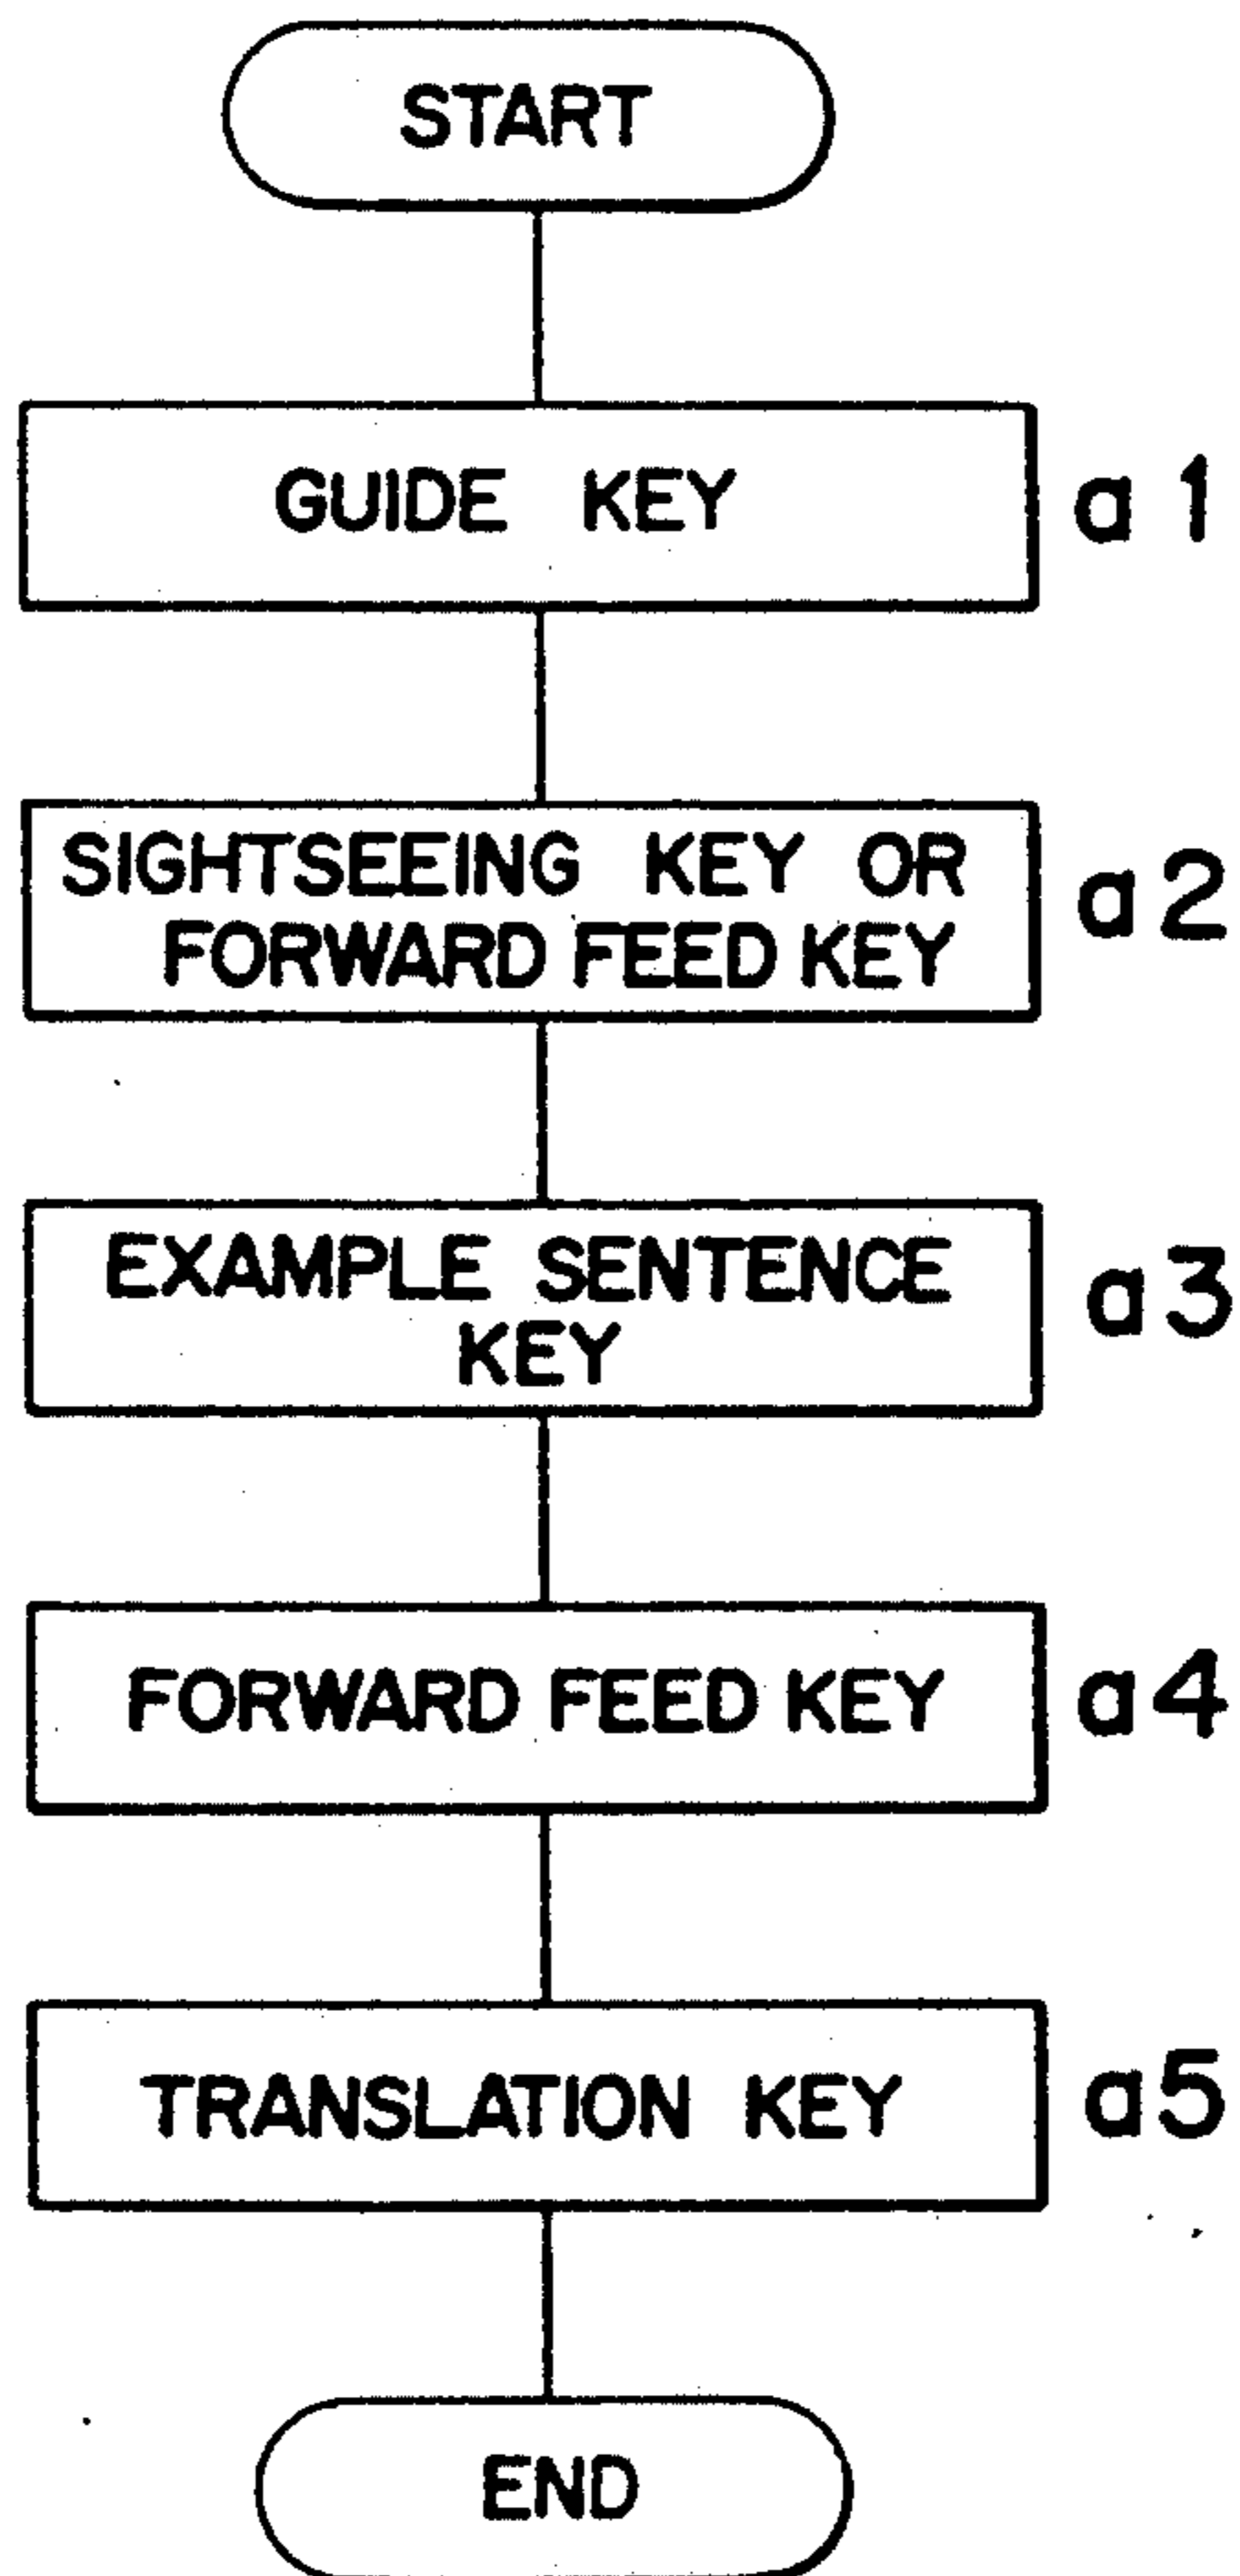 START
GUIDE KEY
a1
SIGHTSEEING KEY OR
FORWARD FEED KEY
a2
EXAMPLE SENTENCE
KEY
a3
FORWARD FEED KEY
a4
TRANSLATION KEY
a5
END